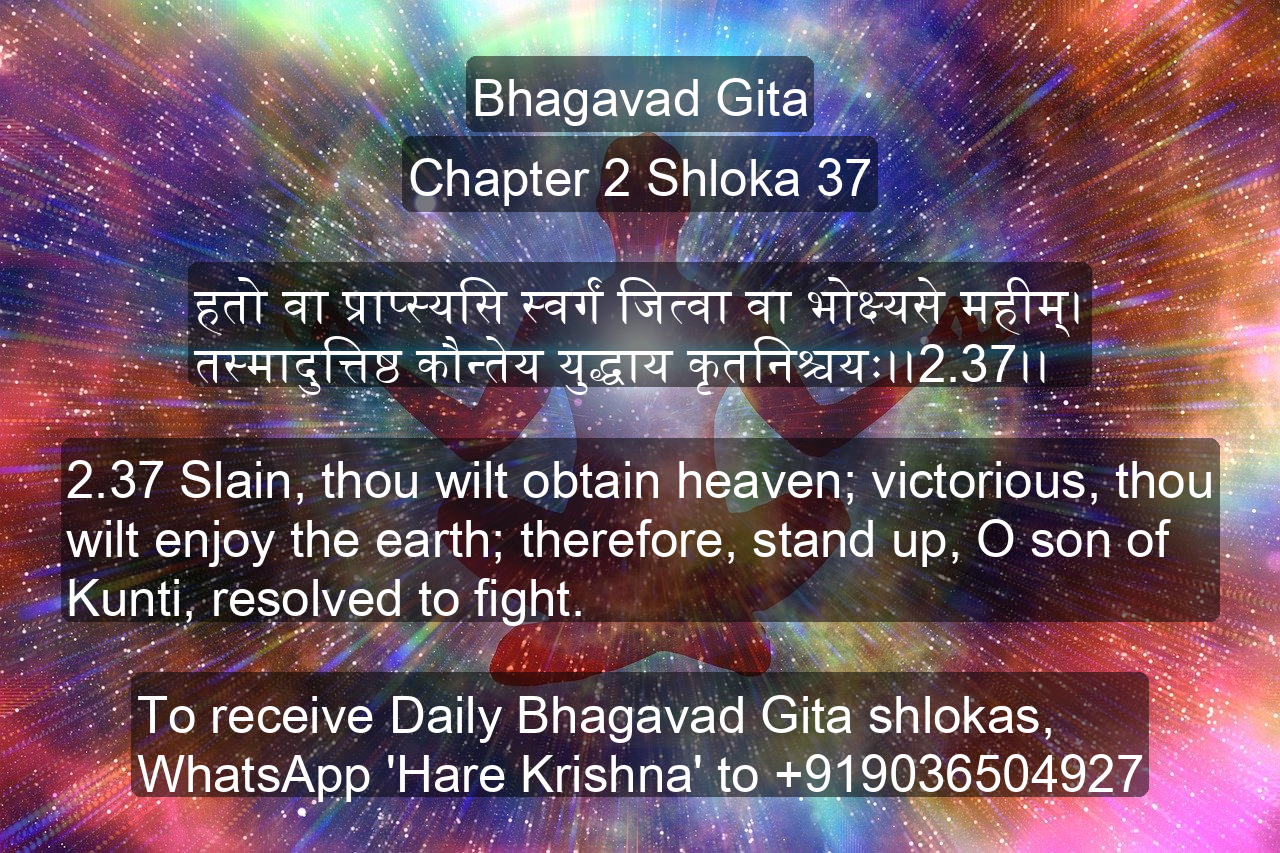 Bhagavad Gita
Chapter 2 Shloka 37
हतो वा प्राप्स्यसि स्वर्गं जित्वा वा भोक्ष्यसे महीम्।
तस्मादुत्तिष्ठ कौन्तेय युद्धाय कृतनिश्चयः।।2.37।।
2.37 Slain, thou wilt obtain heaven; victorious, thou
wilt enjoy the earth; therefore, stand up, O son of
Kunti, resolved to fight.
To receive Daily Bhagavad Gita shlokas,
WhatsApp 'Hare Krishna' to +919036504927